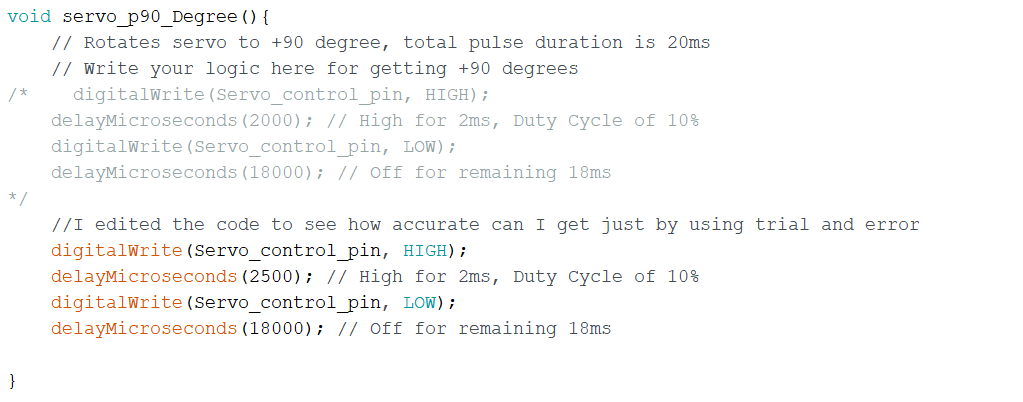 void servo_p90_Degree(){
    // Rotates servo to +90 degree, total pulse duration is 20ms
    // Write your logic here for getting +90 degrees
/*    digitalWrite(Servo_control_pin, HIGH);
    delayMicroseconds(2000); // High for 2ms, Duty Cycle of 10%
    digitalWrite(Servo_control_pin, LOW);
    delayMicroseconds(18000); // Off for remaining 18ms
*/
    //I edited the code to see how accurate can I get just by using trial and error
    digitalWrite(Servo_control_pin, HIGH);
    delayMicroseconds(2500); // High for 2ms, Duty Cycle of 10%
    digitalWrite(Servo_control_pin, LOW);
    delayMicroseconds(18000); // Off for remaining 18ms

}